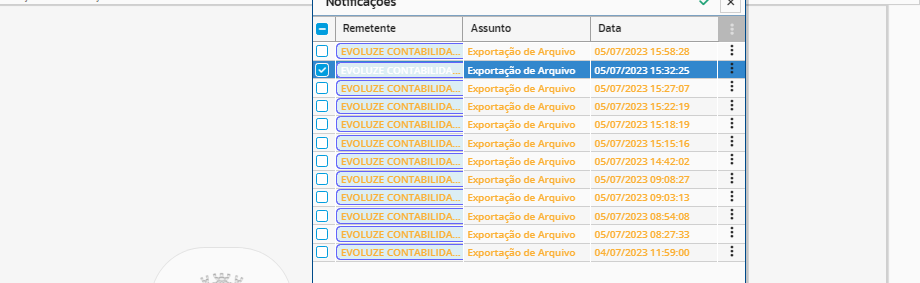 Notificações
Remetente Assunto Data
EVOLUZE CONTABILIDA... Exportação de Arquivo 05/07/2023 15:58:28
EVOLUZE CONTABILIDA... Exportação de Arquivo 05/07/2023 15:32:25
EVOLUZE CONTABILIDA... Exportação de Arquivo 05/07/2023 15:27:07
EVOLUZE CONTABILIDA... Exportação de Arquivo 05/07/2023 15:22:19
EVOLUZE CONTABILIDA... Exportação de Arquivo 05/07/2023 15:18:19
EVOLUZE CONTABILIDA... Exportação de Arquivo 05/07/2023 15:15:16
EVOLUZE CONTABILIDA... Exportação de Arquivo 05/07/2023 14:42:02
EVOLUZE CONTABILIDA... Exportação de Arquivo 05/07/2023 09:08:27
EVOLUZE CONTABILIDA... Exportação de Arquivo 05/07/2023 09:03:13
EVOLUZE CONTABILIDA... Exportação de Arquivo 05/07/2023 08:54:08
EVOLUZE CONTABILIDA... Exportação de Arquivo 05/07/2023 08:27:33
EVOLUZE CONTABILIDA... Exportação de Arquivo 04/07/2023 11:59:00